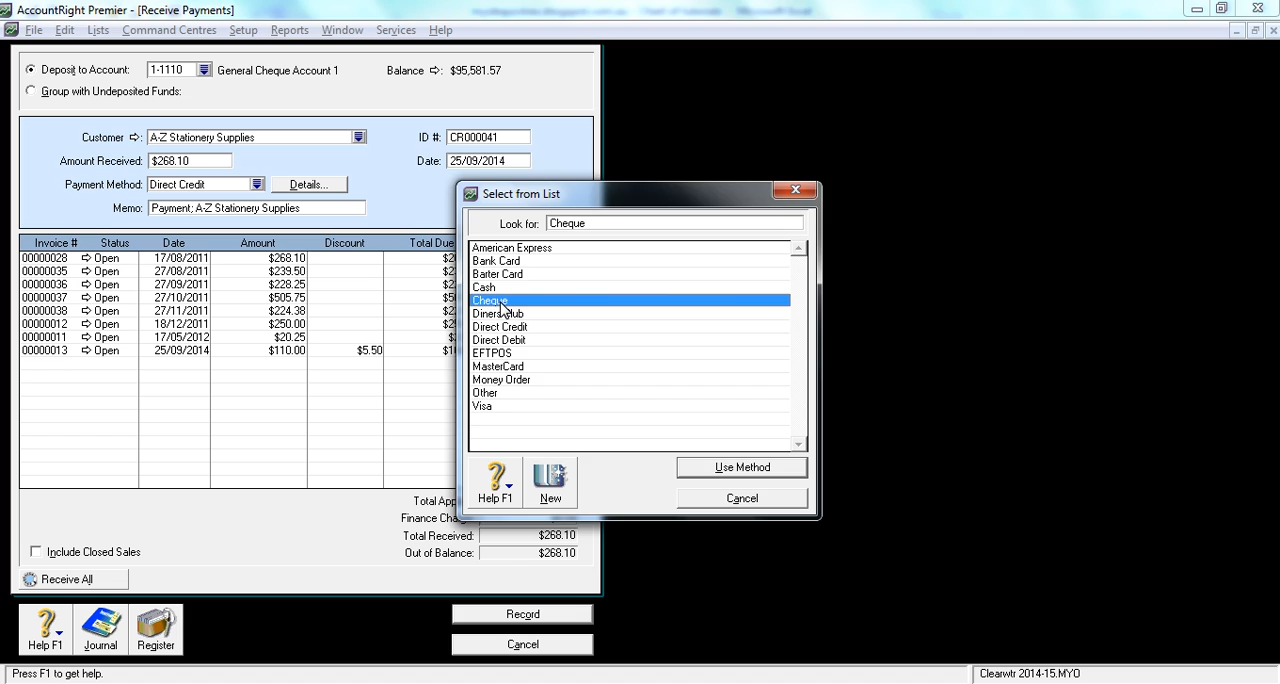 AccountRight Premier - [Receive Payments]
File Edit Lists Command Centres Setup Reports Window Services Help
Deposit to Account: 1-1110 General Cheque Account 1 Balance $95,581.57
Group with Undeposited Funds:
Customer A-Z Stationery Supplies ID #: CR000041
Amount Received: $268.10 Date: 25/09/2014
Payment Method: Direct Credit Details...
Memo: Payment; A-Z Stationery Supplies
Invoice # Status Date Amount Discount Total Due
00000028 Open 17/08/2011 $268.10
00000035 Open 27/08/2011 $239.50
00000036 Open 27/09/2011 $228.25
00000037 Open 27/10/2011 $505.75
00000038 Open 27/11/2011 $224.38
00000012 Open 18/12/2011 $250.00
00000011 Open 17/05/2012 $20.25
00000013 Open 25/09/2014 $110.00 $5.50
Select from List
Look for: Cheque
American Express
Bank Card
Barter Card
Cash
Cheque
Diners Club
Direct Credit
Direct Debit
EFTPOS
MasterCard
Money Order
Other
Visa
Help F1 New
Use Method
Cancel
Total App
Finance Cha
Total Received: $268.10
Out of Balance: $268.10
Include Closed Sales
Receive All
Help F1 Journal Register
Record
Cancel
Press F1 to get help.
Clearwtr 2014-15.MYO